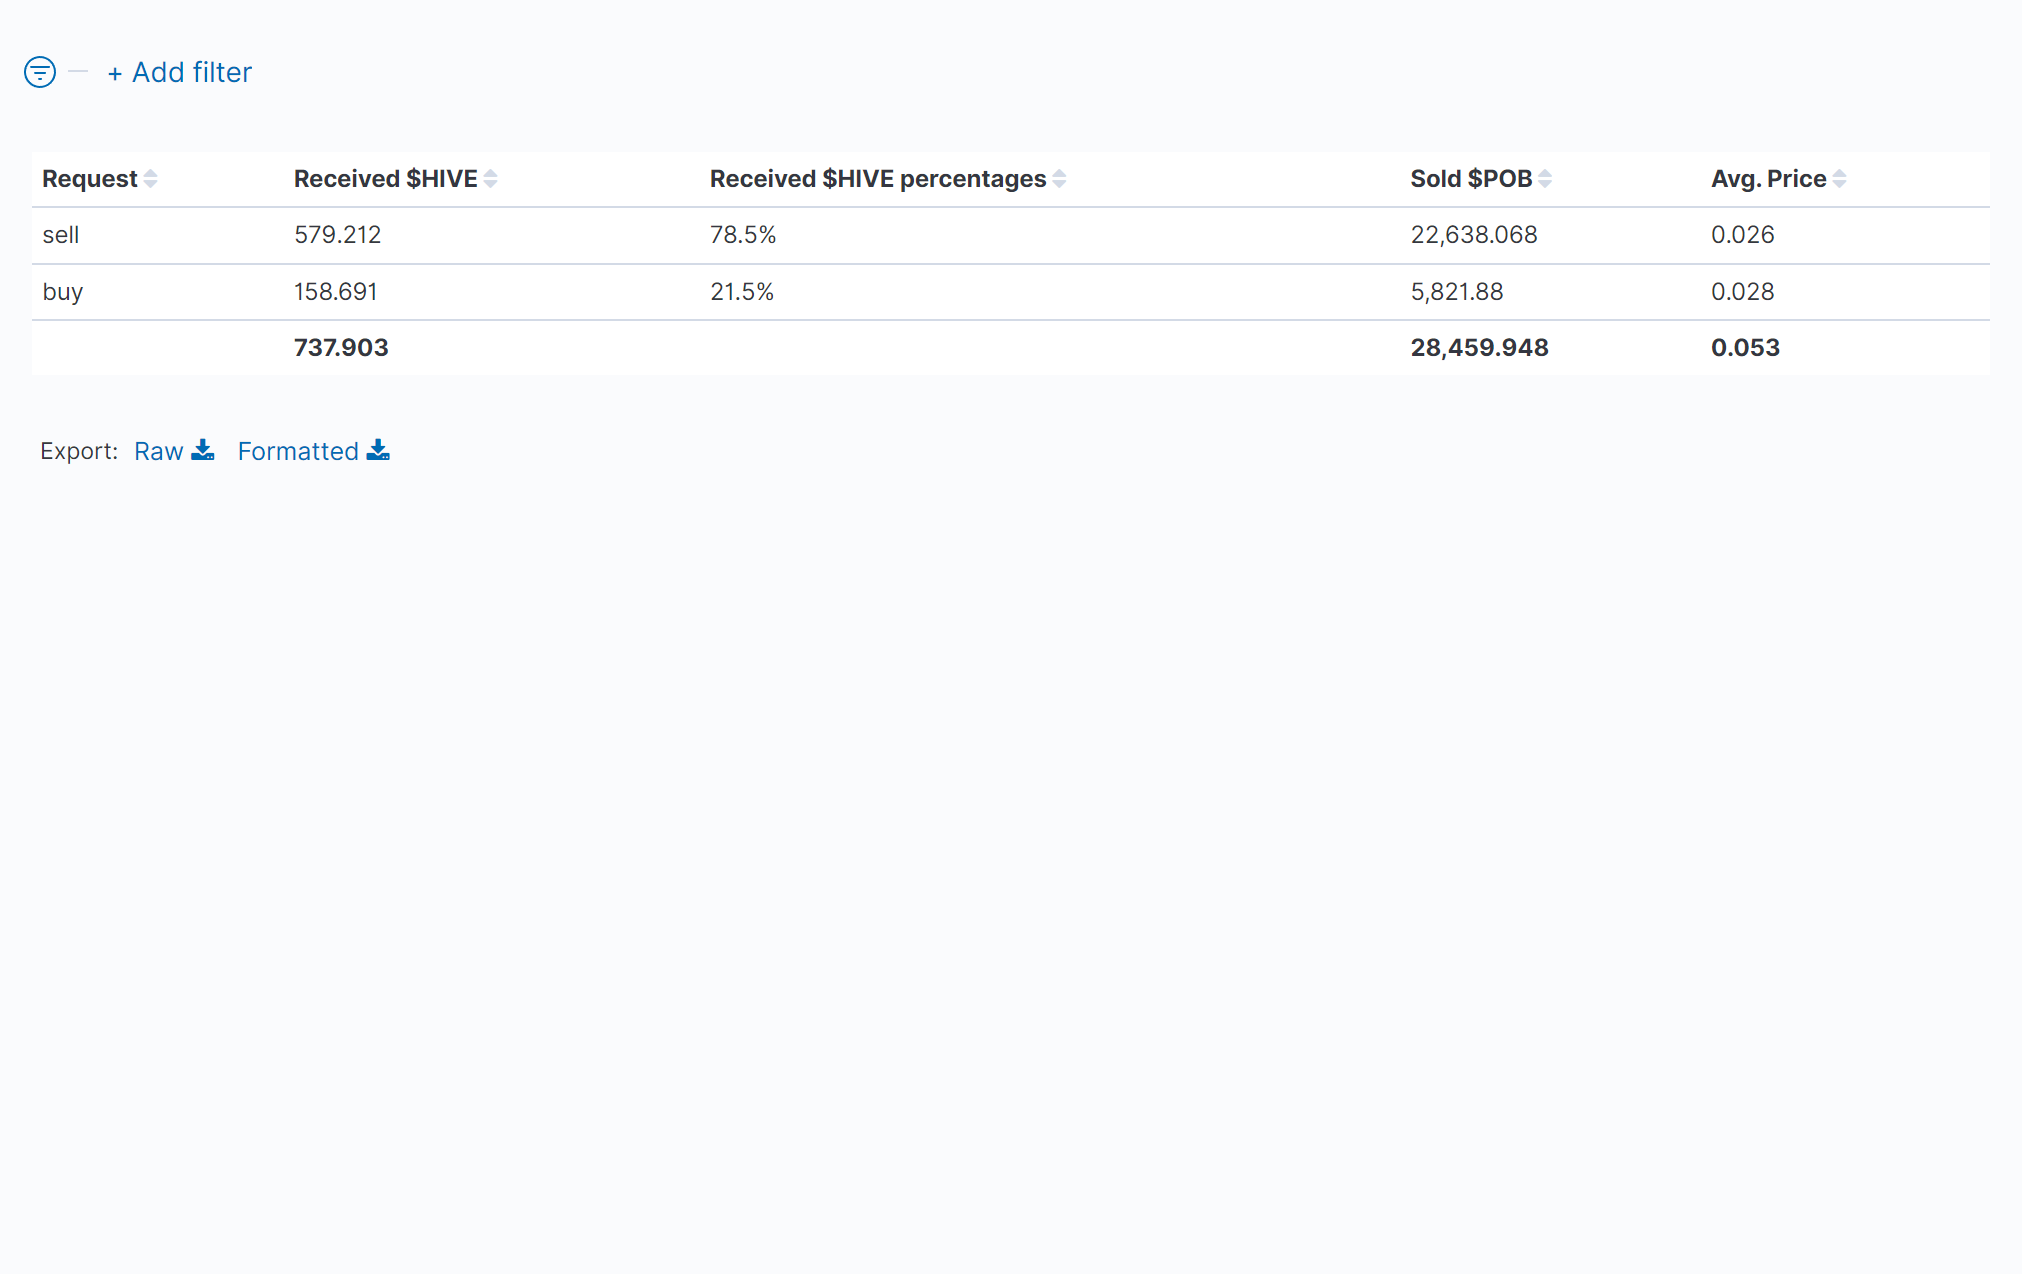 + Add filter
Request Received $HIVE Received $HIVE percentages Sold $POB Avg. Price
sell 579.212 78.5% 22,638.068 0.026
buy 158.691 21.5% 5,821.88 0.028
737.903 28,459.948 0.053
Export: Raw Formatted